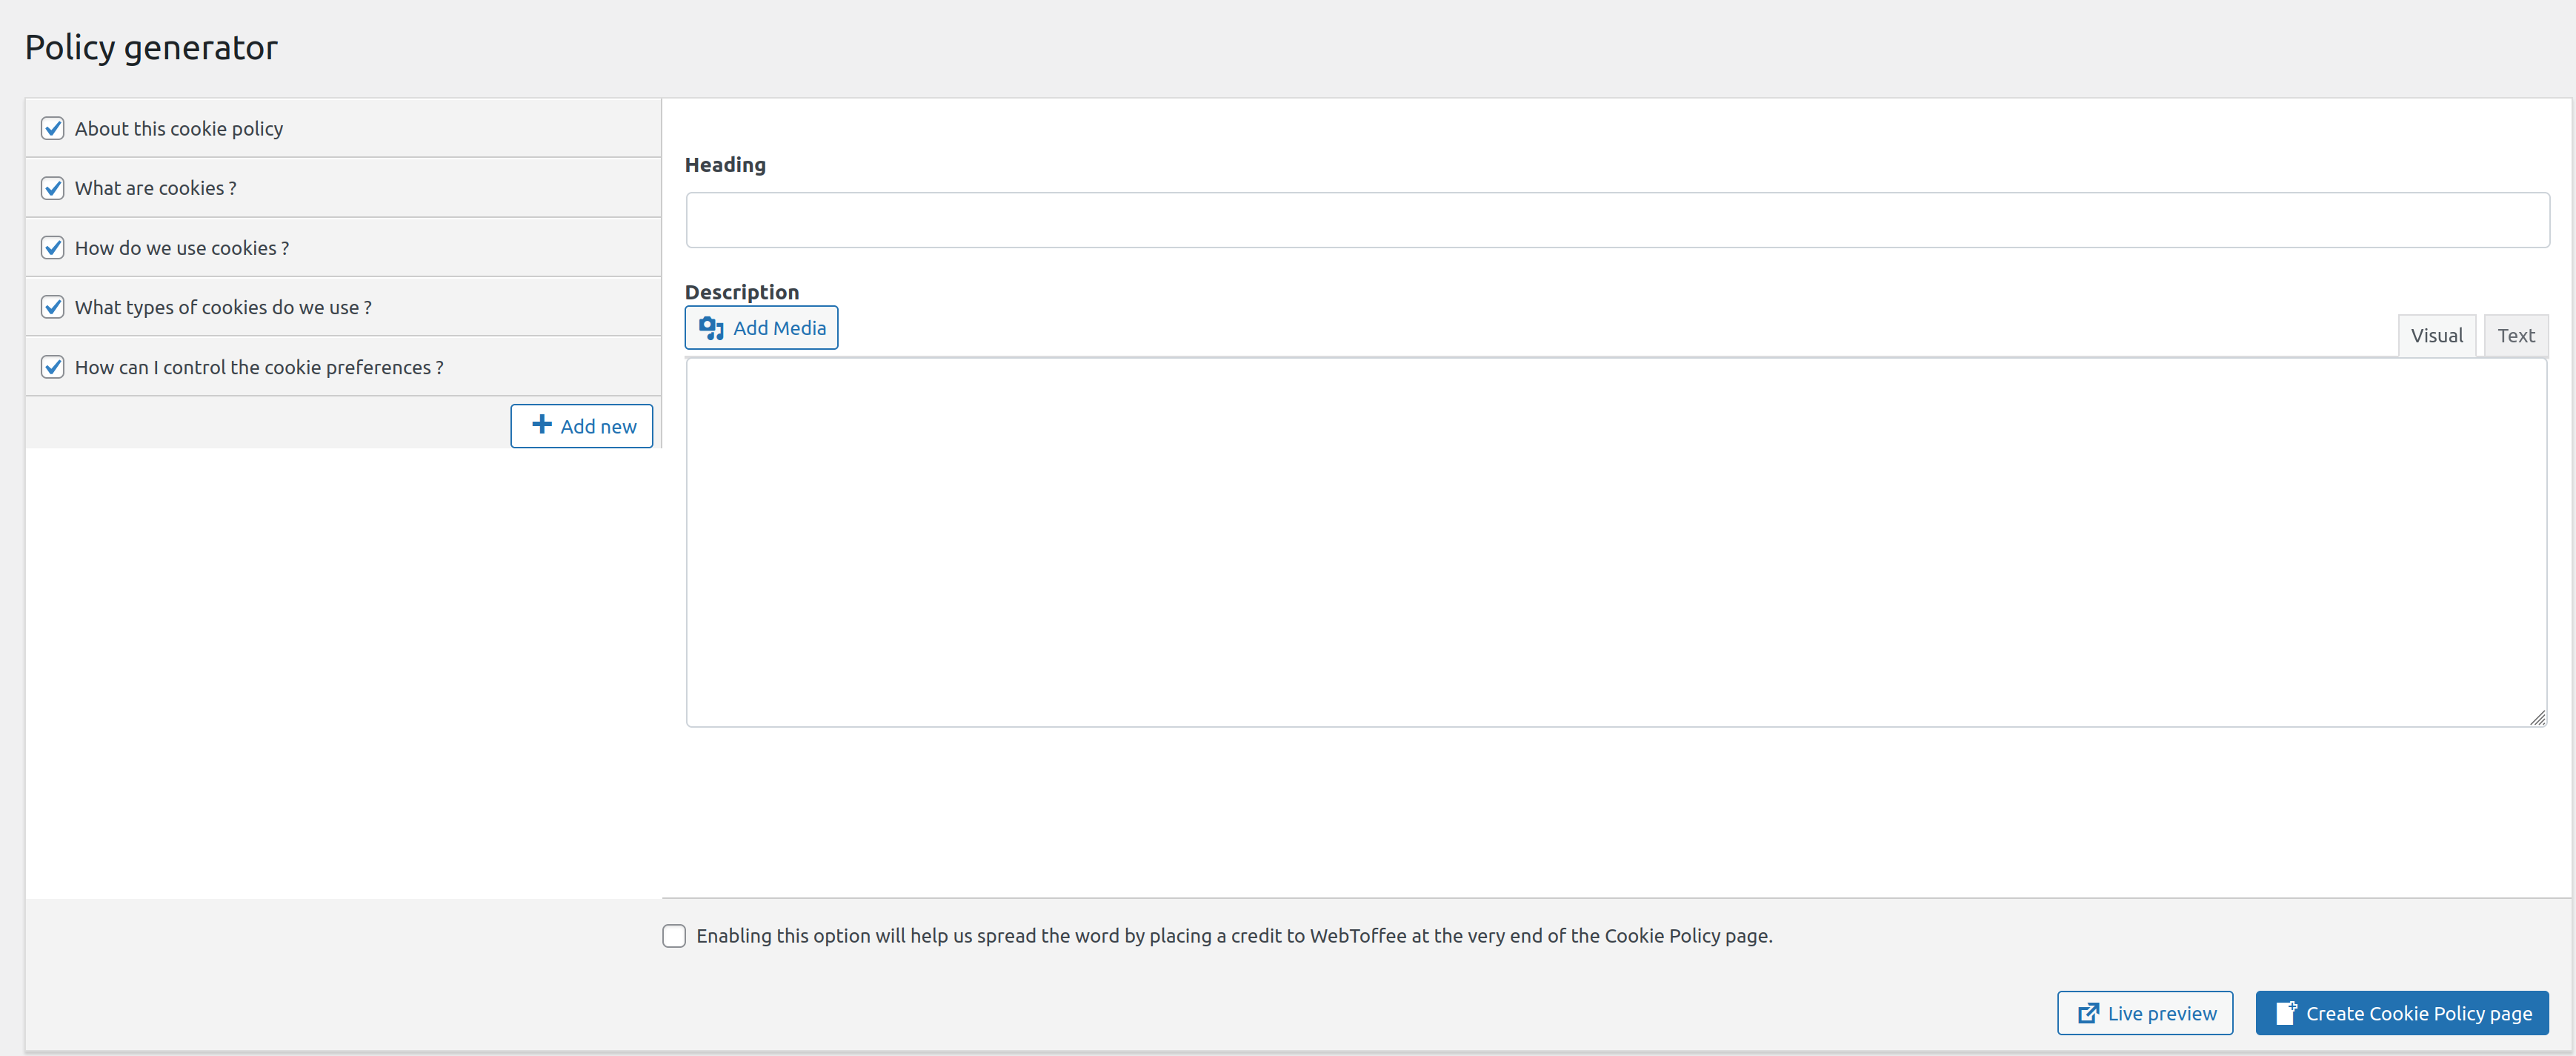 Policy generator
About this cookie policy
What are cookies ?
How do we use cookies ?
What types of cookies do we use ?
How can I control the cookie preferences ?
Add new
Heading
Description
Add Media
Visual Text
Enabling this option will help us spread the word by placing a credit to WebToffee at the very end of the Cookie Policy page.
Live preview Create Cookie Policy page